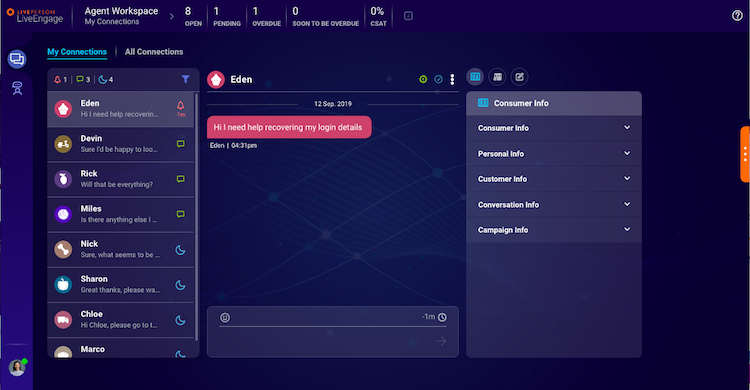 LIVEPERSON
LiveEngage
Agent Workspace
My Connections
8
OPEN
1
PENDING
1
OVERDUE
0
SOON TO BE OVERDUE
0%
CSAT
My Connections
All Connections
1
3
4
Eden
Hi I need help recoverin...
-1m
Devin
Sure I'd be happy to loo...
Rick
Will that be everything?
Miles
Is there anything else I ...
Nick
Sure, what seems to be ...
Sharon
Great thanks, please wa...
Chloe
Hi Chloe, please go to t...
Marco
Eden
12 Sep. 2019
Hi I need help recovering my login details
Eden | 04:31pm
-1m
Consumer Info
Consumer Info
Personal Info
Customer Info
Conversation Info
Campaign Info